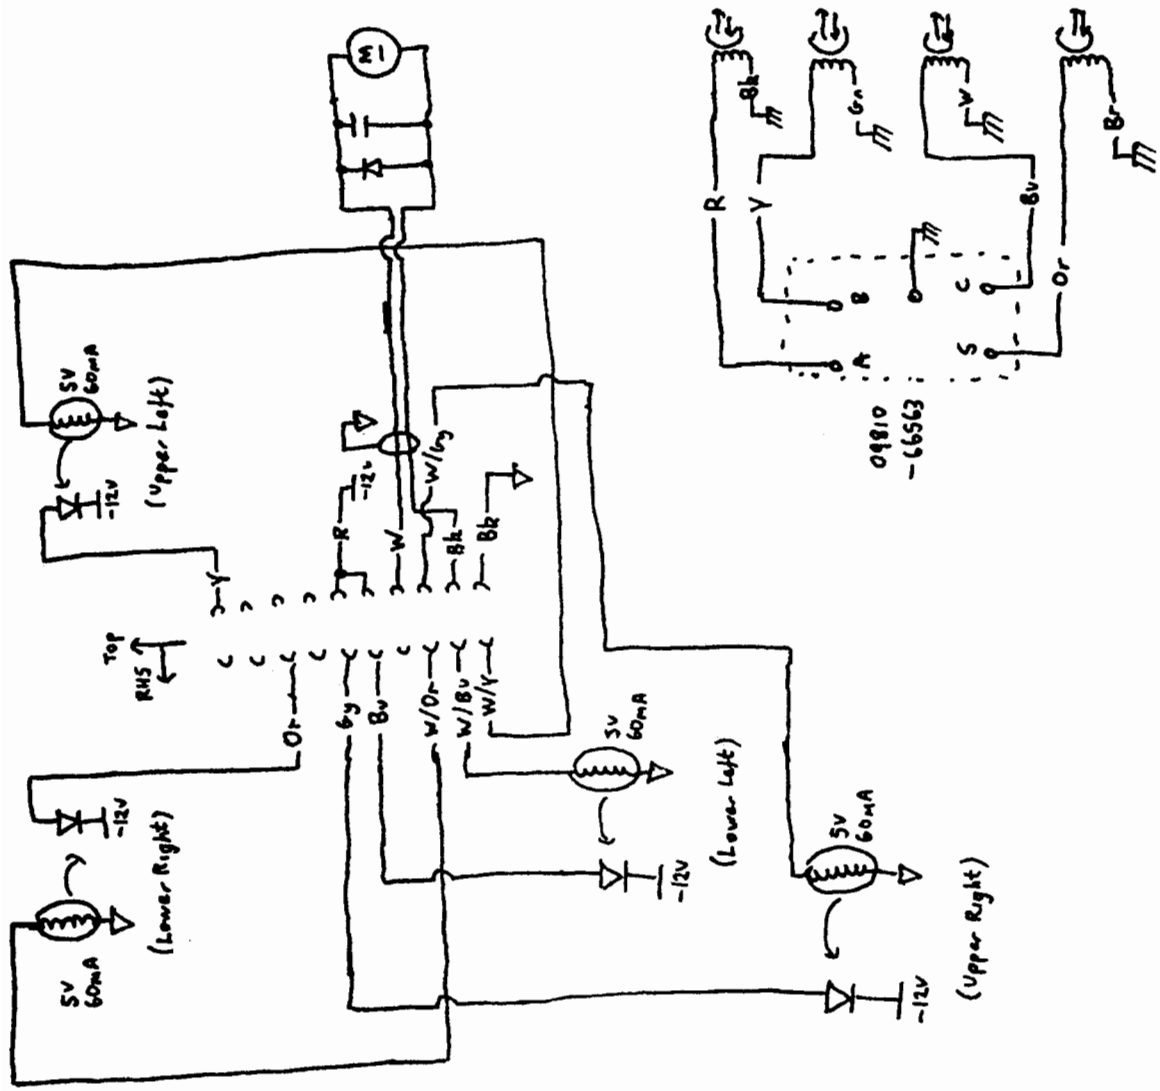 M1
R
Bk
Y
Gn
W
Bu
Or
Br
A
B
C
S
09810
-66563
5V
60mA
(Upper Left)
-12V
Y
R
-12V
W
W/Gy
Bk
Bk
TOP
RHS
Or
Gy
Bu
W/Or
W/Bu
W/Y
-12V
(Lower Right)
5V
60mA
5V
60mA
(Lower Left)
-12V
5V
60mA
(Upper Right)
-12V